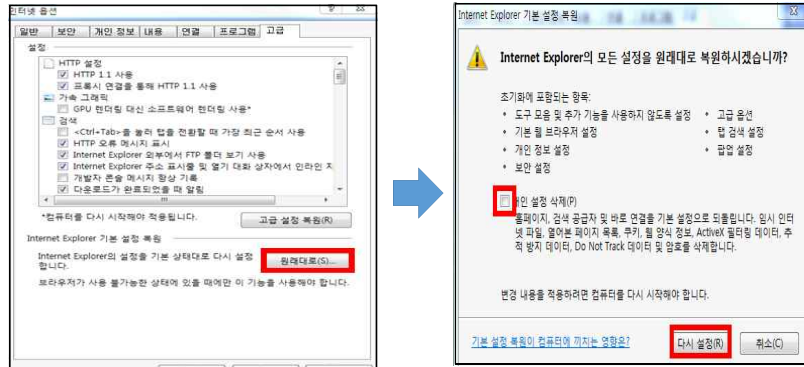 인터넷 옵션
일반 보안 개인 정보 내용 연결 프로그램 고급
설정
HTTP 설정
HTTP 1.1 사용
프록시 연결을 통해 HTTP 1.1 사용
가속 그래픽
GPU 렌더링 대신 소프트웨어 렌더링 사용*
검색
<Ctrl+Tab>을 눌러 탭을 전환할 때 가장 최근 순서 사용
HTTP 오류 메시지 표시
Internet Explorer 외부에서 FTP 폴더 보기 사용
Internet Explorer 주소 표시줄 및 열기 대화 상자에서 인라인 자
개발자 콘솔 메시지 항상 기록
다운로드가 완료되었을 때 알림
*컴퓨터를 다시 시작해야 적용됩니다.
고급 설정 복원(R)
Internet Explorer 기본 설정 복원
Internet Explorer의 설정을 기본 상태대로 다시 설정
합니다.
원래대로(S)...
브라우저가 사용 불가능한 상태에 있을 때에만 이 기능을 사용해야 합니다.
Internet Explorer 기본 설정 복원
Internet Explorer의 모든 설정을 원래대로 복원하시겠습니까?
초기화에 포함되는 항목:
• 도구 모음 및 추가 기능을 사용하지 않도록 설정 • 고급 옵션
• 기본 웹 브라우저 설정 • 탭 검색 설정
• 개인 정보 설정 • 팝업 설정
• 보안 설정
개인 설정 삭제(P)
홈페이지, 검색 공급자 및 바로 연결을 기본 설정으로 되돌립니다. 임시 인터
넷 파일, 열어본 페이지 목록, 쿠키, 웹 양식 정보, ActiveX 필터링 데이터, 추
적 방지 데이터, Do Not Track 데이터 및 암호를 삭제합니다.
변경 내용을 적용하려면 컴퓨터를 다시 시작해야 합니다.
기본 설정 복원이 컴퓨터에 끼치는 영향은?
다시 설정(R)
취소(C)